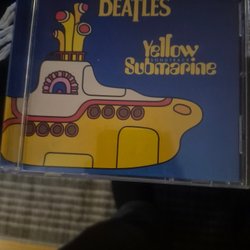 BEATLES
Yellow
SONGTRACK
Submarine